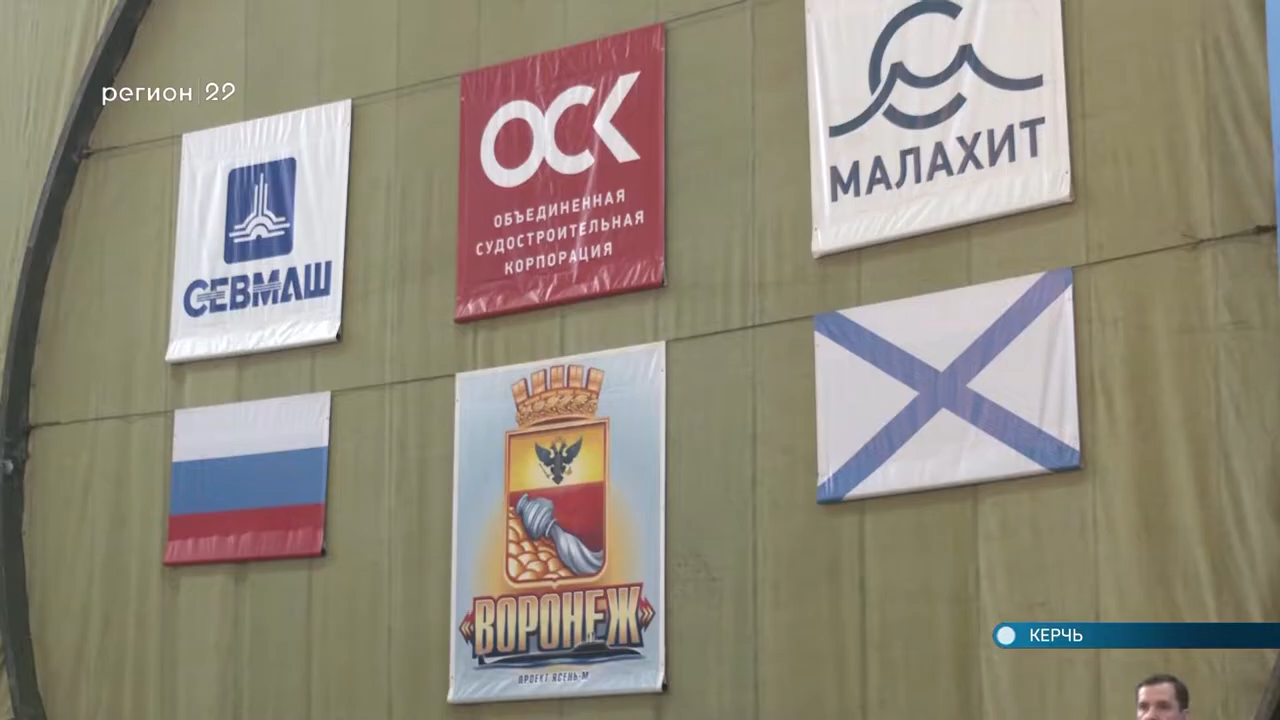 регион 22
СЕВМАШ
ОСК
ОБЪЕДИНЕННАЯ
СУДОСТРОИТЕЛЬНАЯ
КОРПОРАЦИЯ
МАЛАХИТ
ВОРОНЕЖ
ПРОЕКТ ЯСЕНЬ-М
КЕРЧЬ